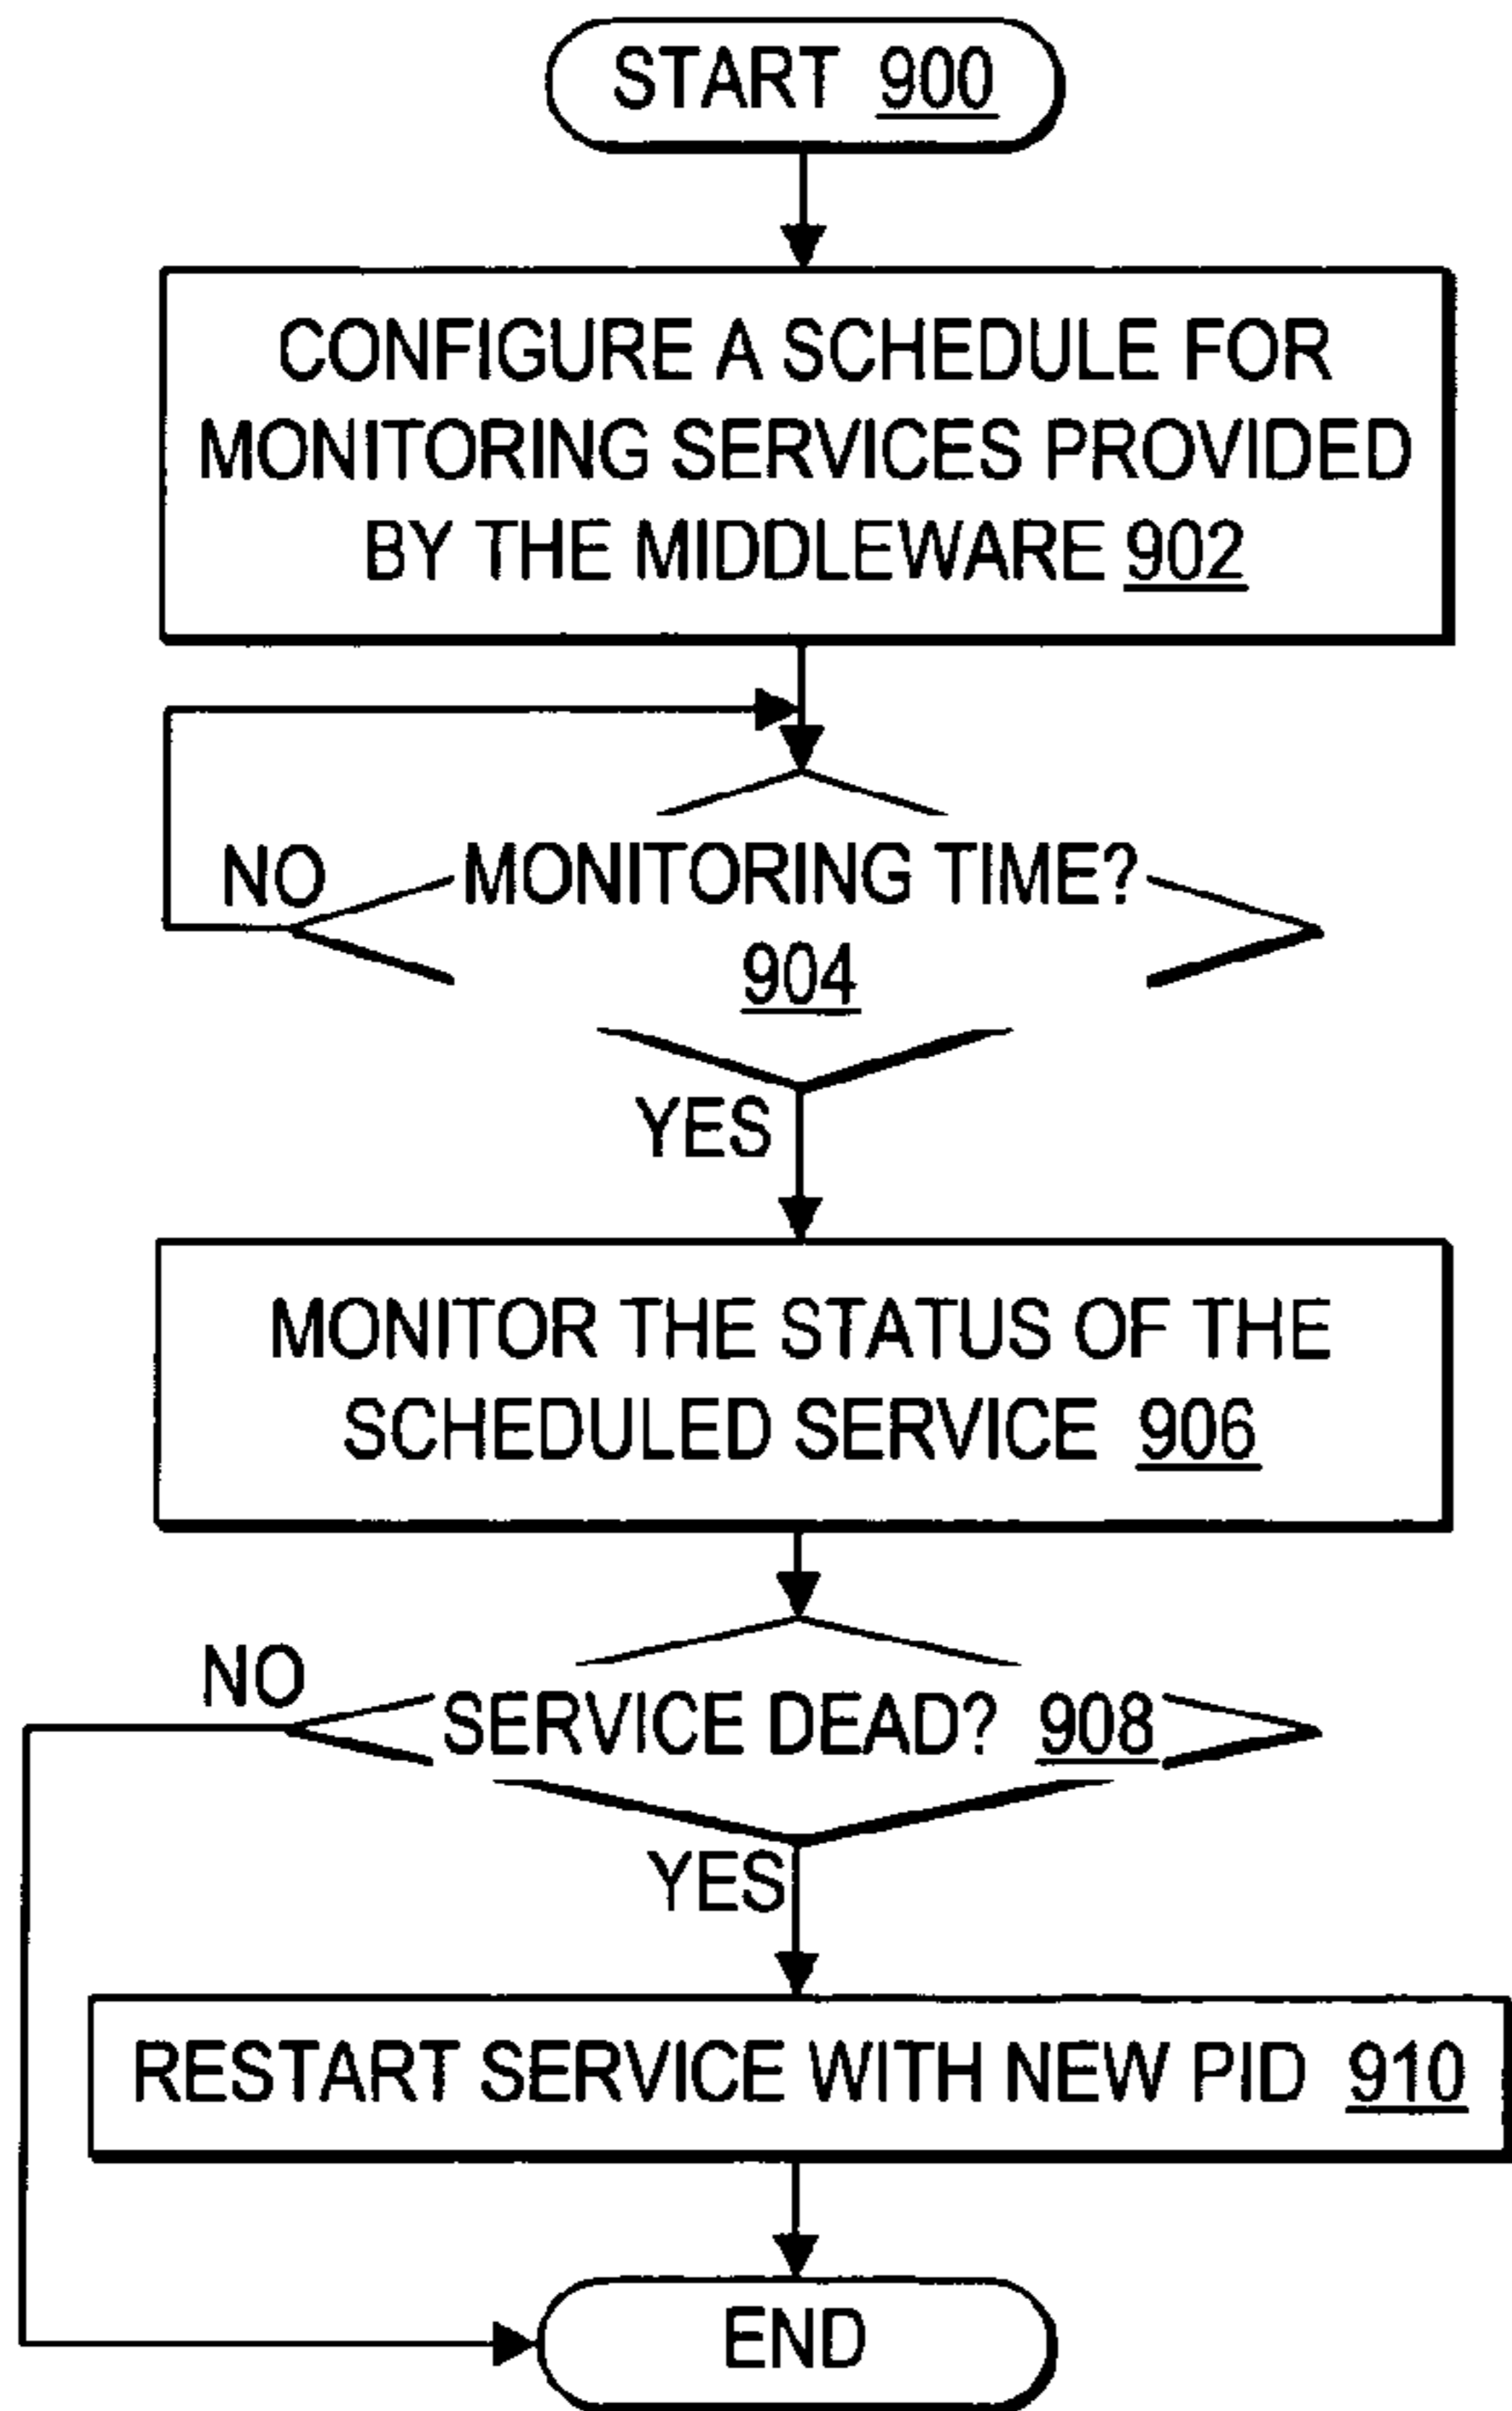 START 900
CONFIGURE A SCHEDULE FOR
MONITORING SERVICES PROVIDED
BY THE MIDDLEWARE 902
NO
MONITORING TIME?
904
YES
MONITOR THE STATUS OF THE
SCHEDULED SERVICE 906
NO
SERVICE DEAD? 908
YES
RESTART SERVICE WITH NEW PID 910
END